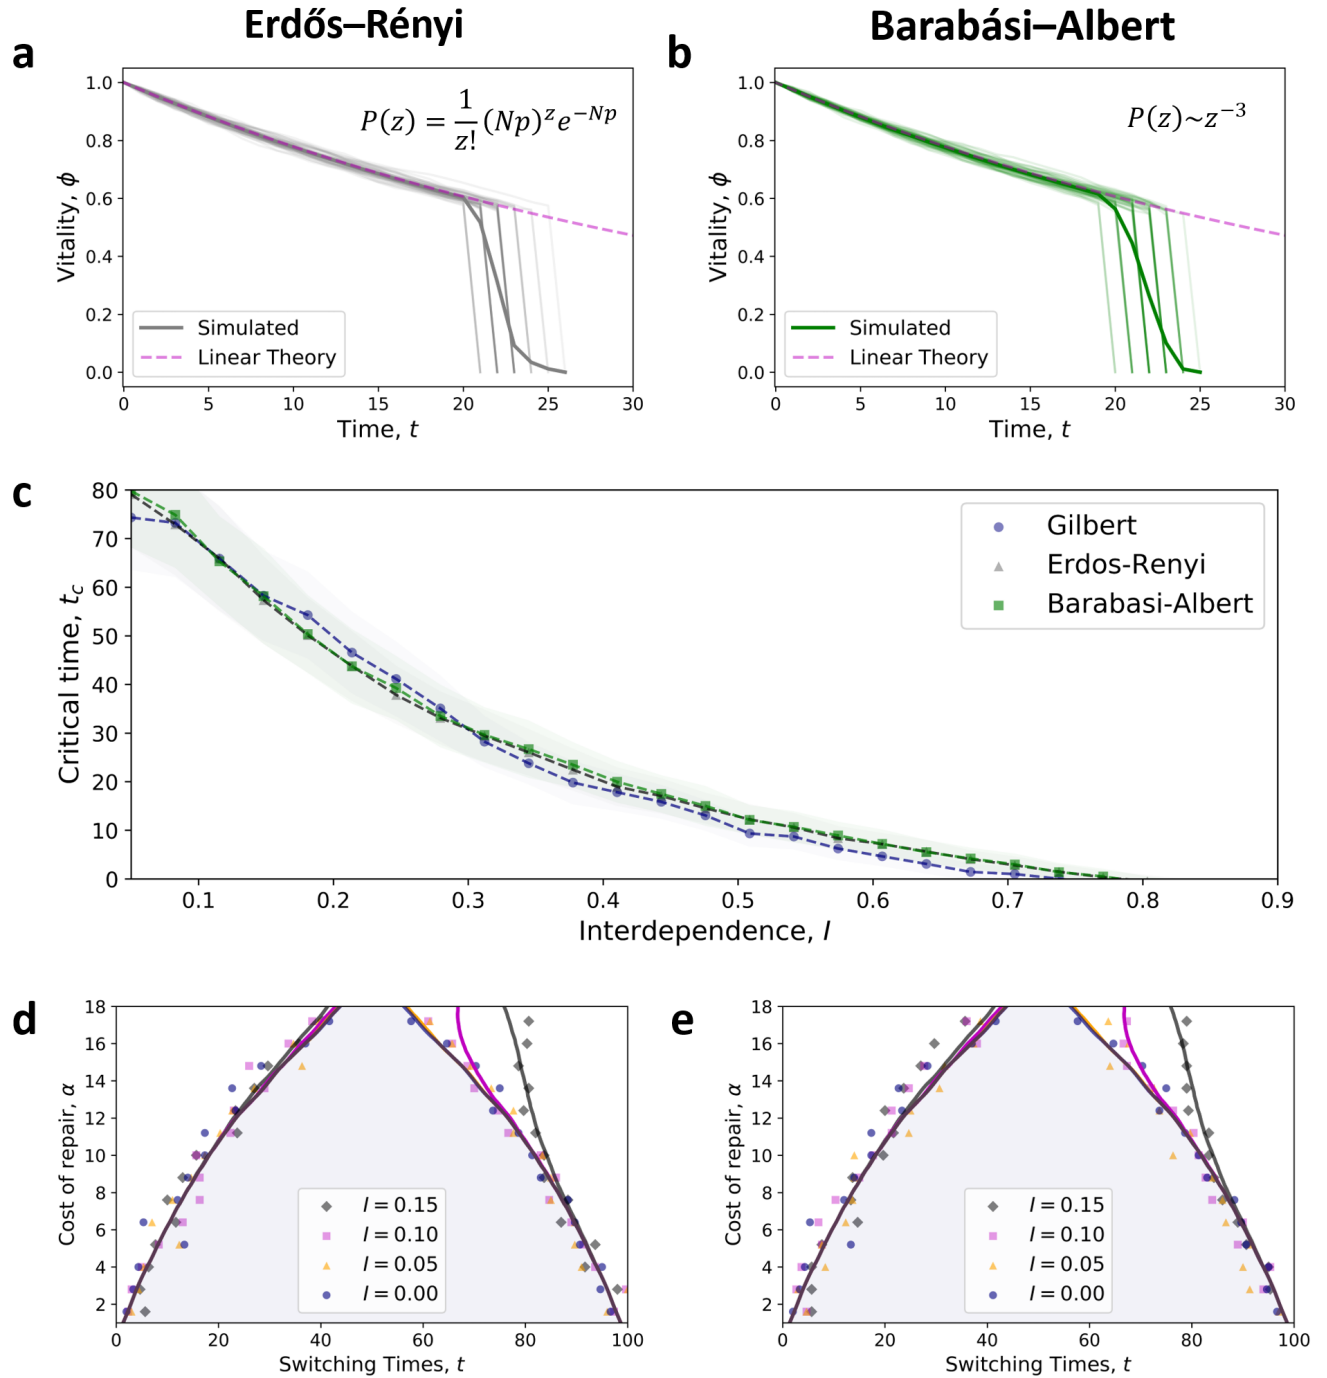 Erdős–Rényi
Barabási–Albert
a
1.0
0.8
0.6
0.4
0.2
0.0
Vitality, ϕ
P(z) = 1/z! (Np)^z e^−Np
Simulated
Linear Theory
0 5 10 15 20 25 30
Time, t
b
1.0
0.8
0.6
0.4
0.2
0.0
Vitality, ϕ
P(z)~z^−3
Simulated
Linear Theory
0 5 10 15 20 25 30
Time, t
c
80
70
60
50
40
30
20
10
0
Critical time, t_c
Gilbert
Erdos-Renyi
Barabasi-Albert
0.1 0.2 0.3 0.4 0.5 0.6 0.7 0.8 0.9
Interdependence, I
d
18
16
14
12
10
8
6
4
2
Cost of repair, α
I = 0.15
I = 0.10
I = 0.05
I = 0.00
0 20 40 60 80 100
Switching Times, t
e
18
16
14
12
10
8
6
4
2
Cost of repair, α
I = 0.15
I = 0.10
I = 0.05
I = 0.00
0 20 40 60 80 100
Switching Times, t